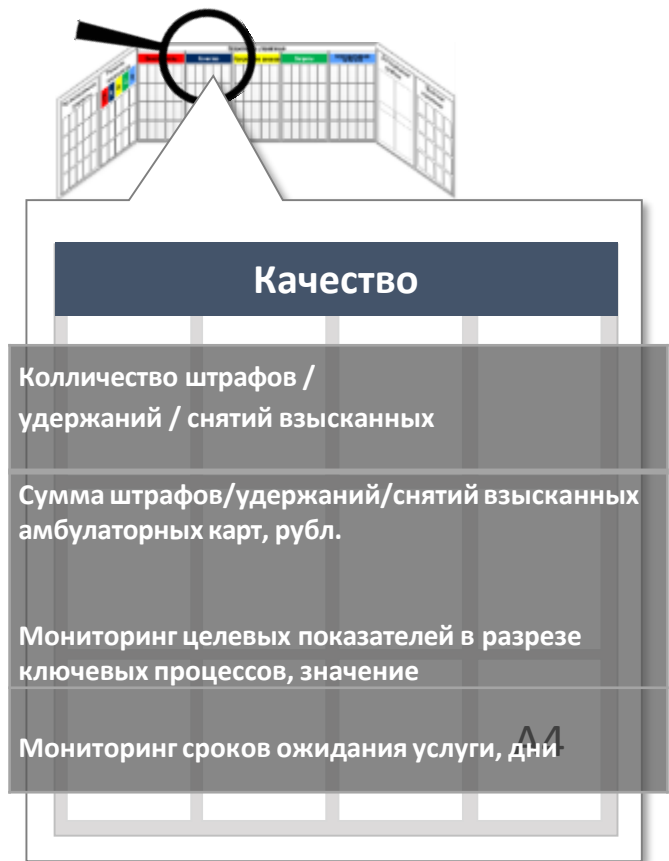 Качество
Колличество штрафов /
удержаний / снятий взысканных
Сумма штрафов/удержаний/снятий взысканных
амбулаторных карт, рубл.
Мониторинг целевых показателей в разрезе
ключевых процессов, значение
Мониторинг сроков ожидания услуги, дни
A4